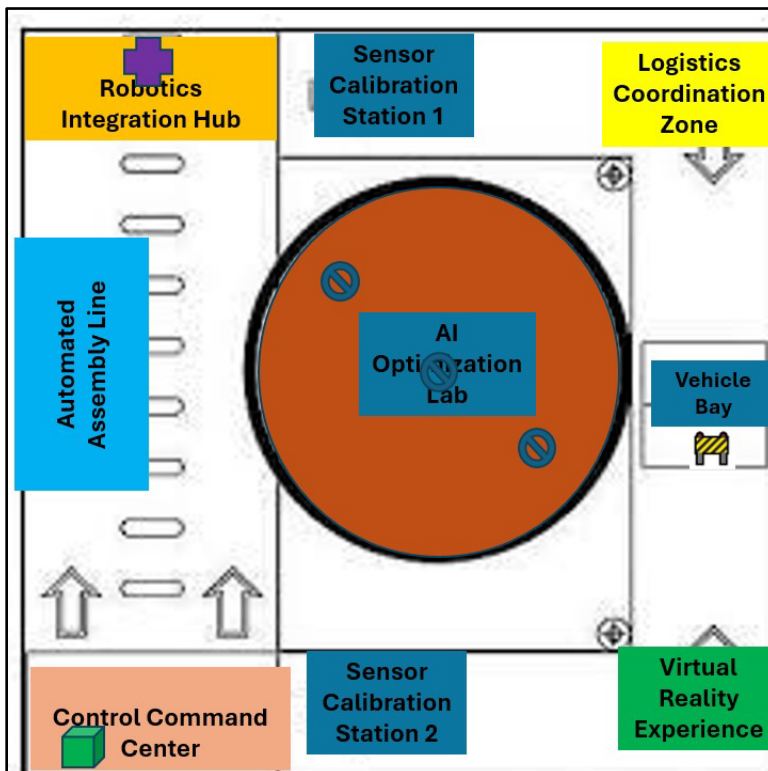 Robotics
Integration Hub
Sensor
Calibration
Station 1
Logistics
Coordination
Zone
Automated
Assembly Line
AI
Optimization
Lab
Vehicle
Bay
Control Command
Center
Sensor
Calibration
Station 2
Virtual
Reality
Experience